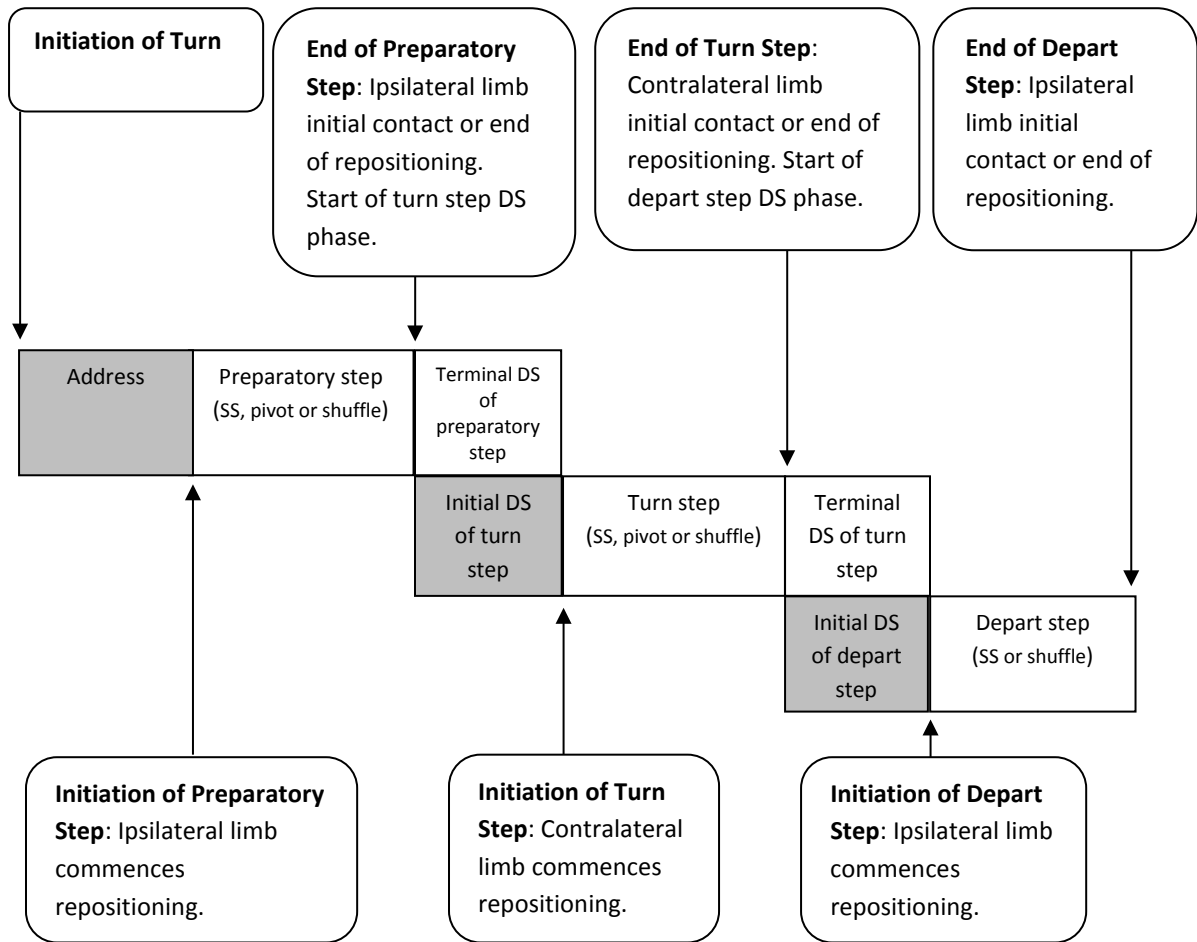 Initiation of Turn
End of Preparatory
Step: Ipsilateral limb
initial contact or end
of repositioning.
Start of turn step DS
phase.
End of Turn Step:
Contralateral limb
initial contact or end of
repositioning. Start of
depart step DS phase.
End of Depart
Step: Ipsilateral
limb initial
contact or end of
repositioning.
Address
Preparatory step
(SS, pivot or shuffle)
Terminal DS
of
preparatory
step
Initial DS
of turn
step
Turn step
(SS, pivot or shuffle)
Terminal
DS of turn
step
Initial DS
of depart
step
Depart step
(SS or shuffle)
Initiation of Preparatory
Step: Ipsilateral limb
commences
repositioning.
Initiation of Turn
Step: Contralateral
limb commences
repositioning.
Initiation of Depart
Step: Ipsilateral limb
commences
repositioning.